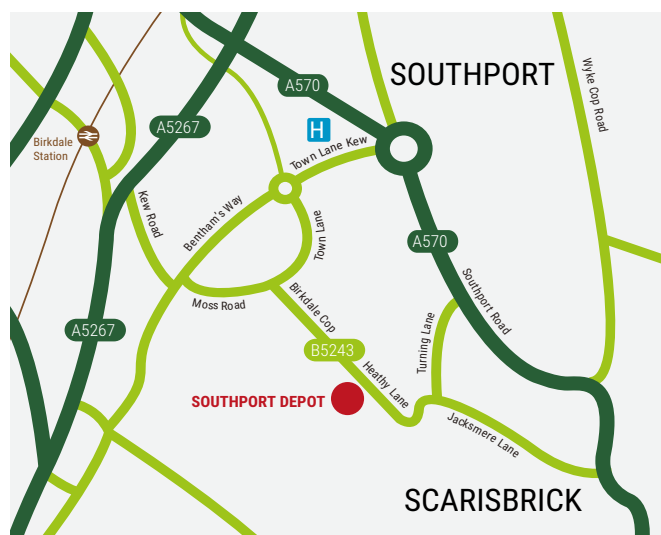 SOUTHPORT
A570
Wyke Cop Road
H
A5267
Birkdale
Station
Town Lane Kew
Kew Road
Bentham's Way
Town Lane
A570
Moss Road
Birkdale Cop
Southport Road
A5267
Turning Lane
B5243
Heathy Lane
SOUTHPORT DEPOT
Jacksmere Lane
SCARISBRICK